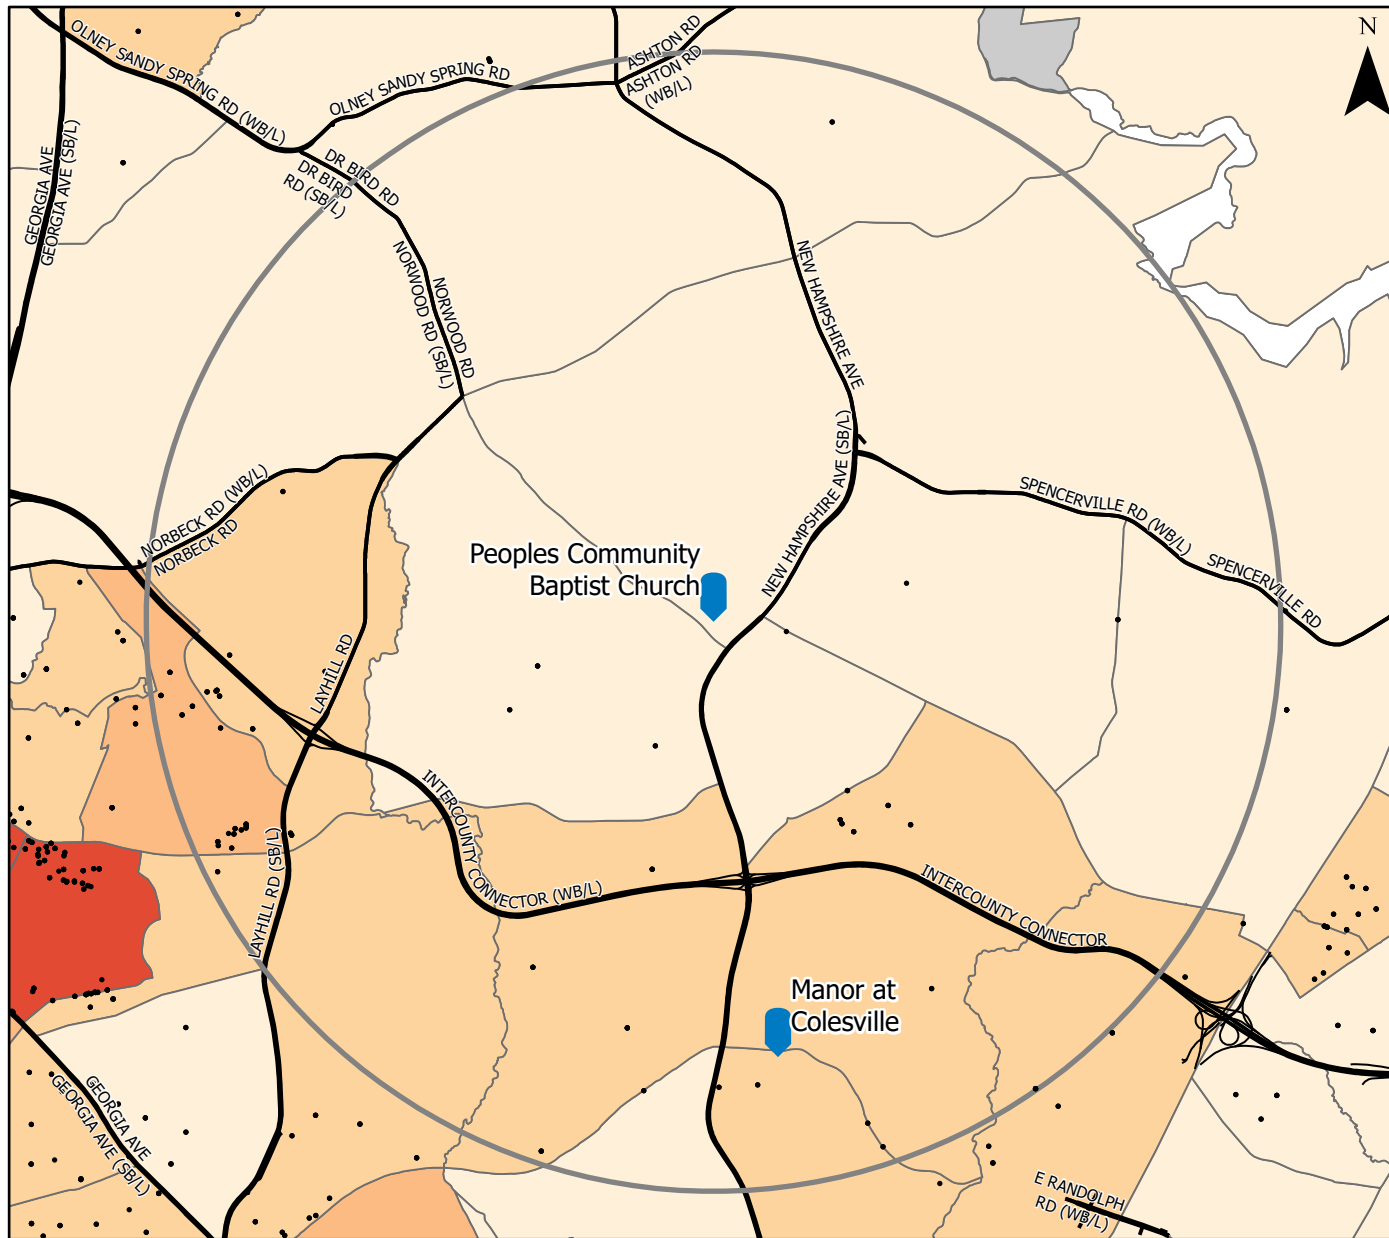 N
OLNEY SANDY SPRING RD (WB/L)
OLNEY SANDY SPRING RD
ASHTON RD
ASHTON RD
(WB/L)
GEORGIA AVE
GEORGIA AVE (SB/L)
DR BIRD RD
DR BIRD
RD (SB/L)
NORWOOD RD
NORWOOD RD (SB/L)
NEW HAMPSHIRE AVE
NEW HAMPSHIRE AVE (SB/L)
NORBECK RD (WB/L)
NORBECK RD
SPENCERVILLE RD (WB/L)
SPENCERVILLE RD
Peoples Community
Baptist Church
LAYHILL RD
INTERCOUNTY
CONNECTOR (WB/L)
LAYHILL RD (SB/L)
INTERCOUNTY CONNECTOR
Manor at
Colesville
GEORGIA AVE
GEORGIA AVE (SB/L)
E RANDOLPH
RD (WB/L)